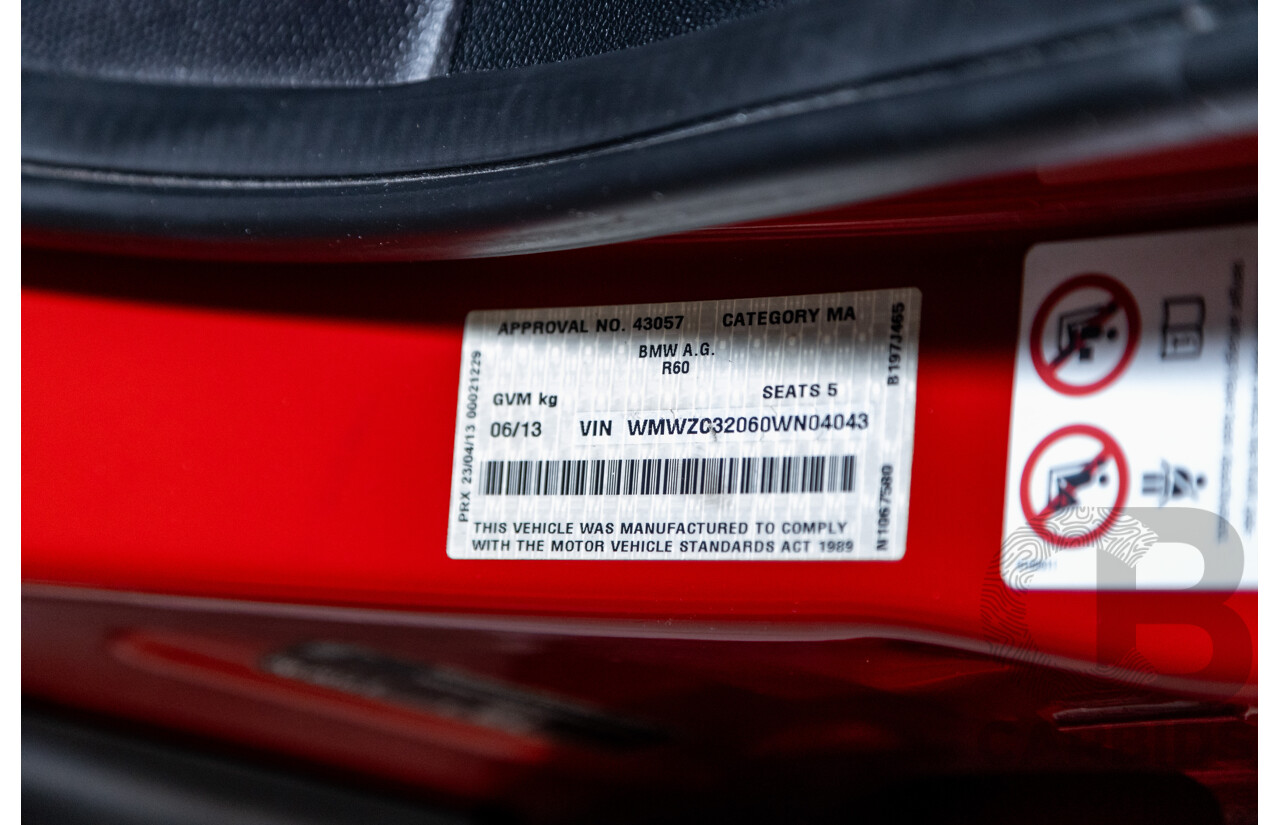 APPROVAL NO. 43057 CATEGORY MA
BMW A.G.
R60
GVM kg SEATS 5
06/13 VIN WMWZC32060WN04043
THIS VEHICLE WAS MANUFACTURED TO COMPLY
WITH THE MOTOR VEHICLE STANDARDS ACT 1989
PRX 23/04/13 00021229
B197J465
N1067580
B
CARBIDS